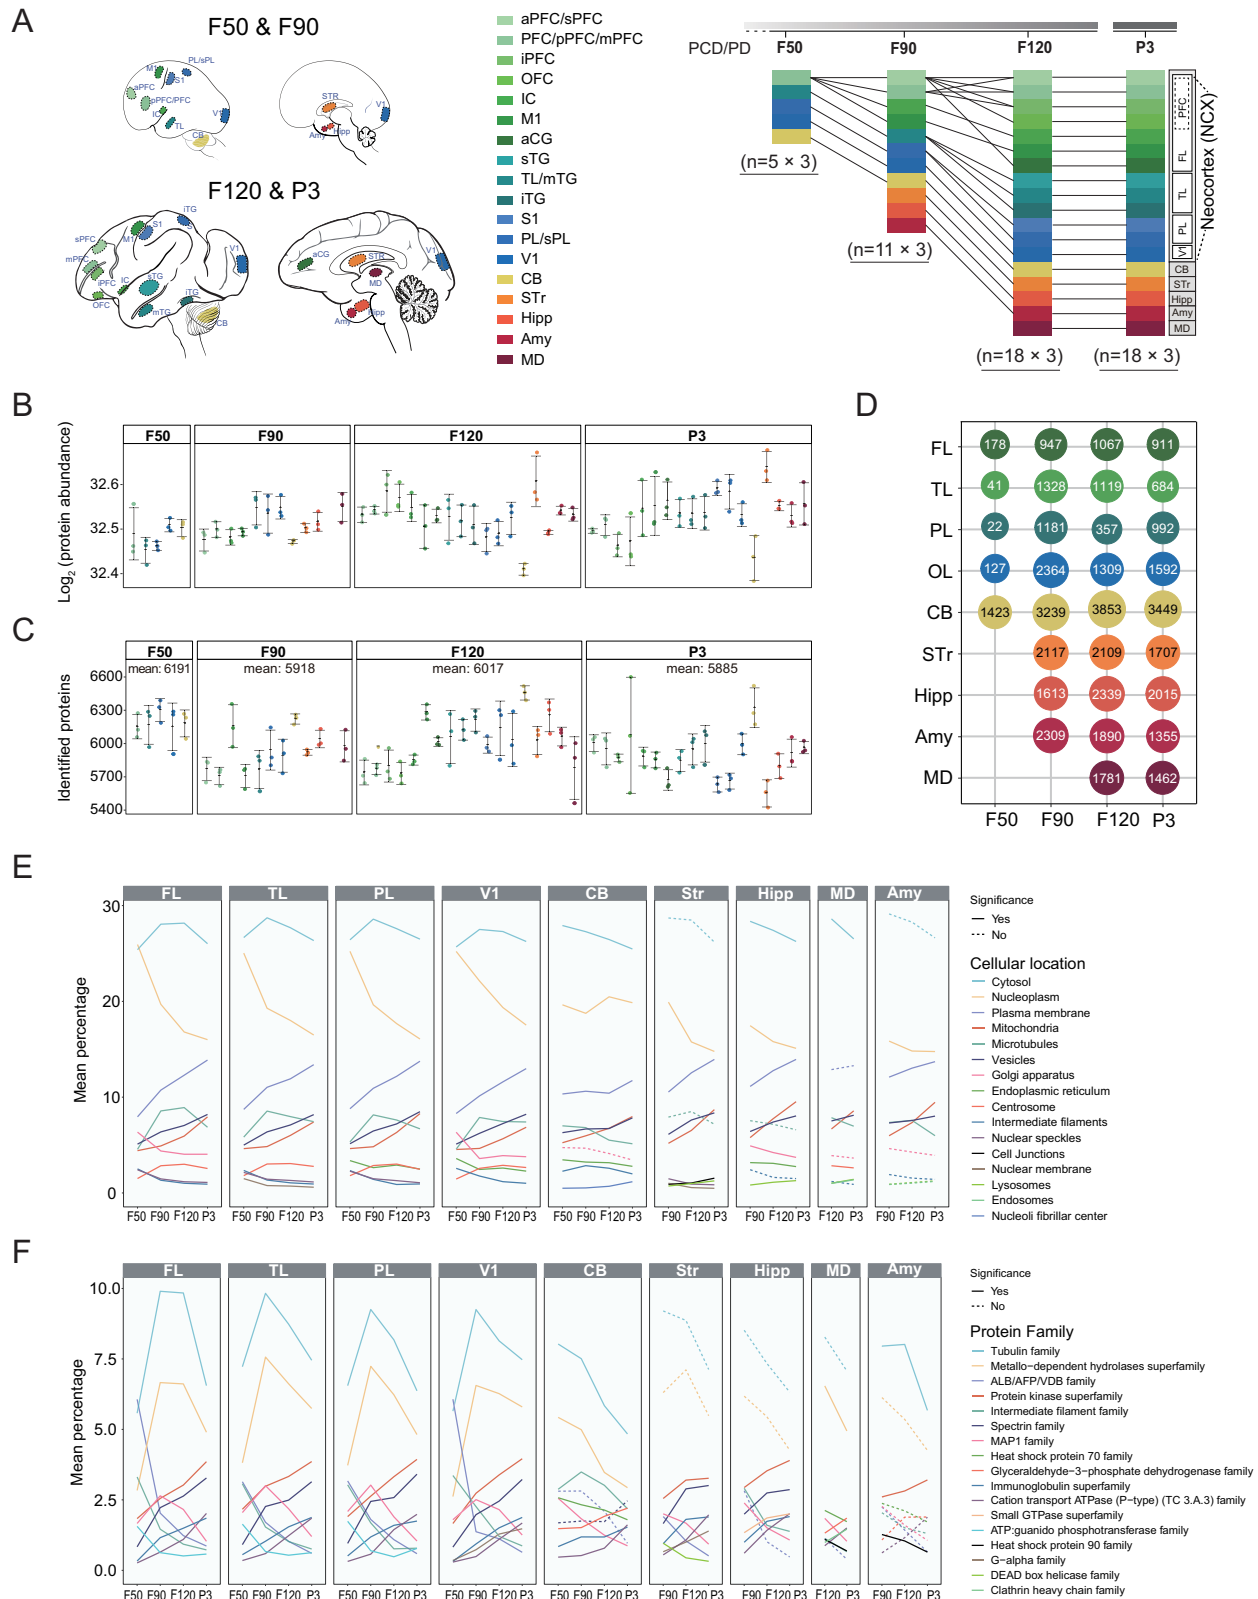 A
F50 & F90
M1
PL/sPL
S1
aPFC
pPFC/PFC
IC
TL
V1
CB
STR
V1
Amy
Hipp
F120 & P3
iTG
S1
M1
sPFC
mPFC
V1
iPFC
IC
sTG
OFC
iTG
mTG
CB
aCG
STR
V1
MD
Amy
Hipp
aPFC/sPFC
PFC/pPFC/mPFC
iPFC
OFC
IC
M1
aCG
sTG
TL/mTG
iTG
S1
PL/sPL
V1
CB
STr
Hipp
Amy
MD
PCD/PD
F50
F90
F120
P3
(n=5 × 3)
(n=11 × 3)
(n=18 × 3)
(n=18 × 3)
PFC
FL
TL
PL
V1
CB
STr
Hipp
Amy
MD
Neocortex (NCX)
B
F50
F90
F120
P3
Log2 (protein abundance)
32.6
32.5
32.4
C
F50
F90
F120
P3
mean: 6191
mean: 5918
mean: 6017
mean: 5885
Identified proteins
6600
6300
6000
5700
5400
D
FL 178 947 1067 911
TL 41 1328 1119 684
PL 22 1181 357 992
OL 127 2364 1309 1592
CB 1423 3239 3853 3449
STr 2117 2109 1707
Hipp 1613 2339 2015
Amy 2309 1890 1355
MD 1781 1462
F50 F90 F120 P3
E
FL TL PL V1 CB Str Hipp MD Amy
Mean percentage
30
20
10
0
F50 F90 F120 P3
F50 F90 F120 P3
F50 F90 F120 P3
F50 F90 F120 P3
F50 F90 F120 P3
F90 F120 P3
F90 F120 P3
F120 P3
F90 F120 P3
Significance
Yes
No
Cellular location
Cytosol
Nucleoplasm
Plasma membrane
Mitochondria
Microtubules
Vesicles
Golgi apparatus
Endoplasmic reticulum
Centrosome
Intermediate filaments
Nuclear speckles
Cell Junctions
Nuclear membrane
Lysosomes
Endosomes
Nucleoli fibrillar center
F
FL TL PL V1 CB Str Hipp MD Amy
Mean percentage
10.0
7.5
5.0
2.5
0.0
F50 F90 F120 P3
F50 F90 F120 P3
F50 F90 F120 P3
F50 F90 F120 P3
F50 F90 F120 P3
F90 F120 P3
F90 F120 P3
F120 P3
F90 F120 P3
Significance
Yes
No
Protein Family
Tubulin family
Metallo−dependent hydrolases superfamily
ALB/AFP/VDB family
Protein kinase superfamily
Intermediate filament family
Spectrin family
MAP1 family
Heat shock protein 70 family
Glyceraldehyde−3−phosphate dehydrogenase family
Immunoglobulin superfamily
Cation transport ATPase (P−type) (TC 3.A.3) family
Small GTPase superfamily
ATP:guanido phosphotransferase family
Heat shock protein 90 family
G−alpha family
DEAD box helicase family
Clathrin heavy chain family